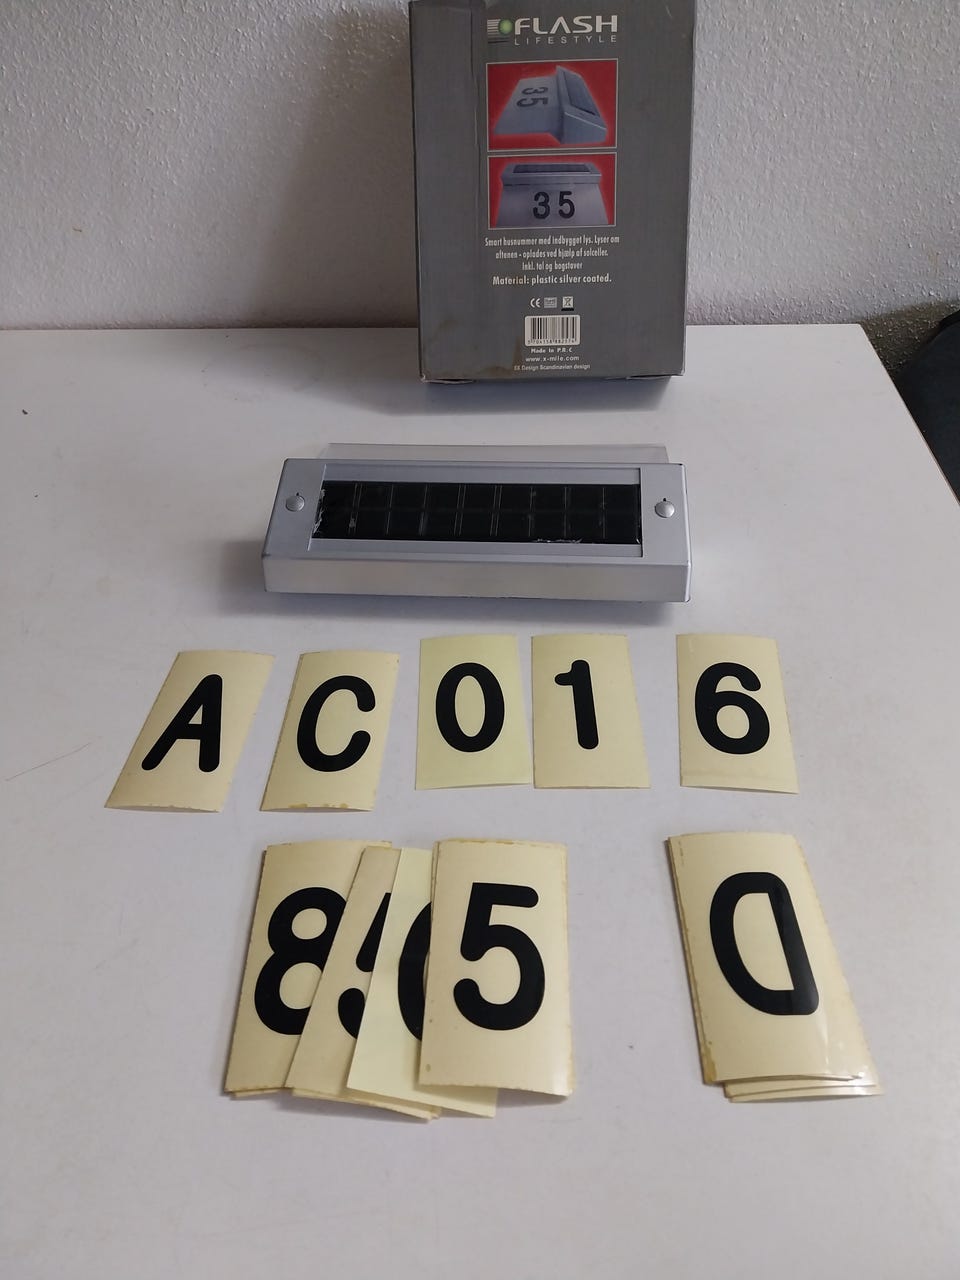 FLASH
LIFESTYLE
35
35
Smart husnummer med indbygget lys. Lyser om
aftenen - oplades ved hjælp af solceller.
Inkl. tal og bogstaver
Material: plastic silver coated.
CE
Made in P.R.C
www.x-mile.com
Design Scandinavian design
A C 0 1 6
8 5 D